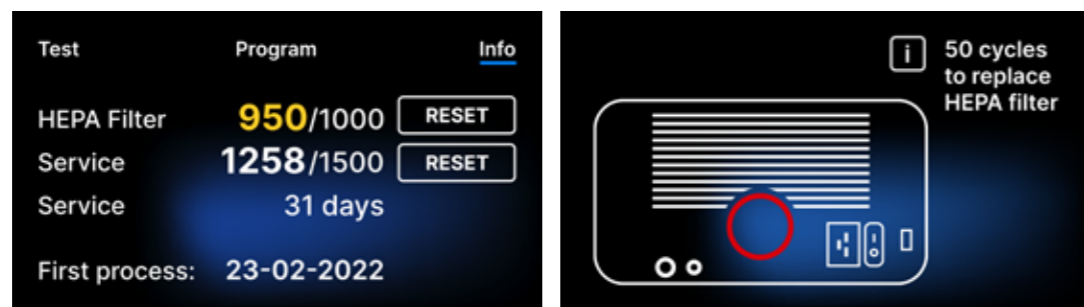 Test Program Info
HEPA Filter 950/1000 RESET
Service 1258/1500 RESET
Service 31 days
First process: 23-02-2022
i 50 cycles
to replace
HEPA filter